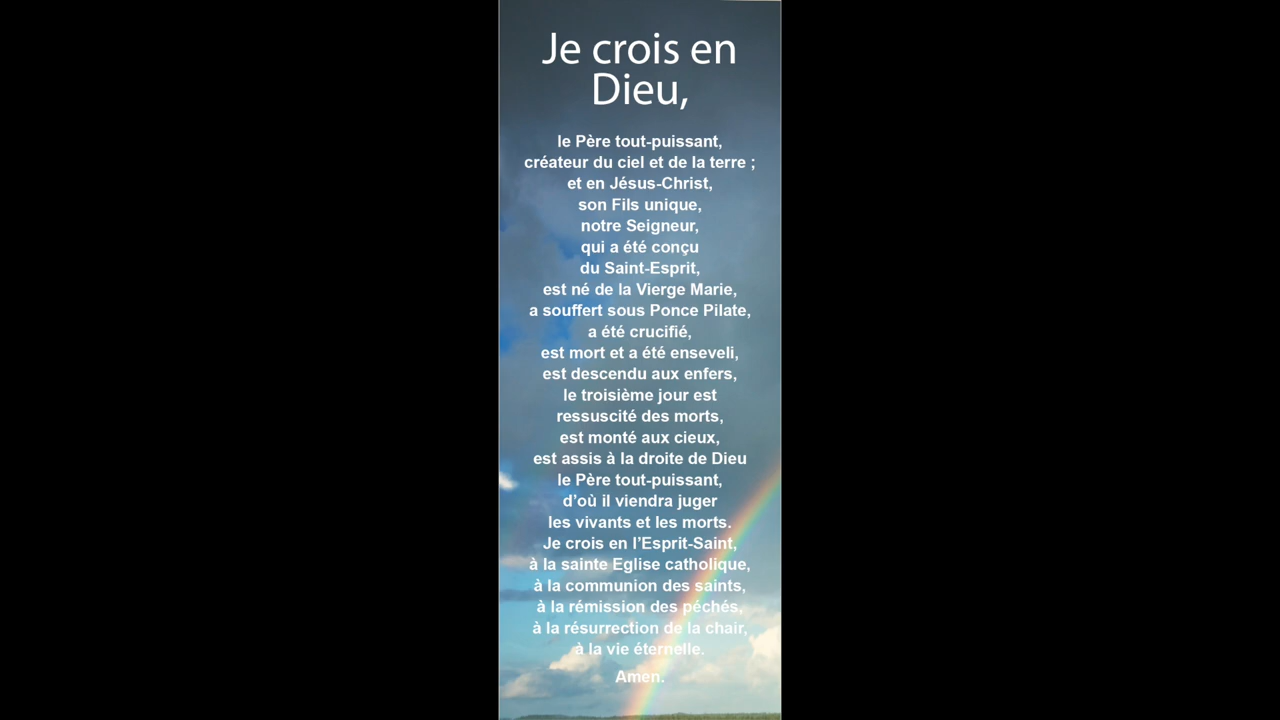 Je crois en
Dieu,
le Père tout-puissant,
créateur du ciel et de la terre ;
et en Jésus-Christ,
son Fils unique,
notre Seigneur,
qui a été conçu
du Saint-Esprit,
est né de la Vierge Marie,
a souffert sous Ponce Pilate,
a été crucifié,
est mort et a été enseveli,
est descendu aux enfers,
le troisième jour est
ressuscité des morts,
est monté aux cieux,
est assis à la droite de Dieu
le Père tout-puissant,
d’où il viendra juger
les vivants et les morts.
Je crois en l’Esprit-Saint,
à la sainte Eglise catholique,
à la communion des saints,
à la rémission des péchés,
à la résurrection de la chair,
à la vie éternelle.
Amen.